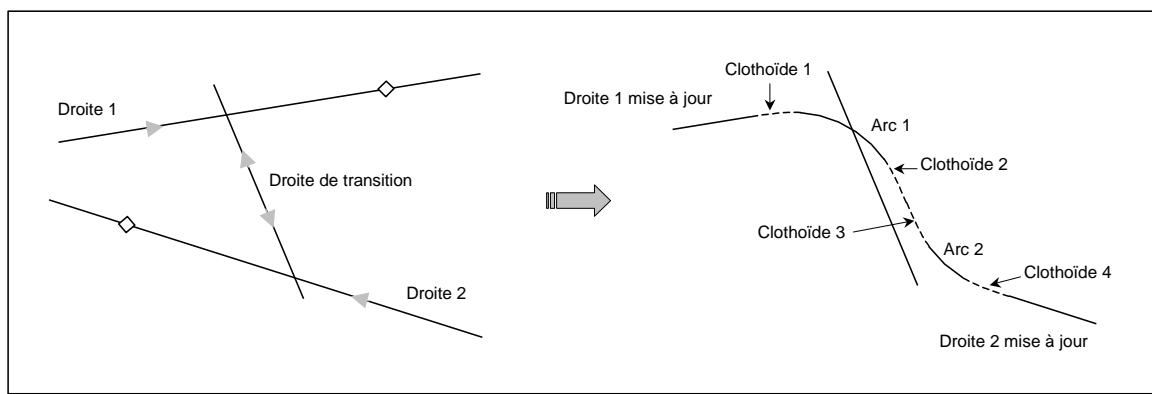 Droite 1
Droite de transition
Droite 2
Clothoïde 1
Droite 1 mise à jour
Arc 1
Clothoïde 2
Clothoïde 3
Arc 2
Clothoïde 4
Droite 2 mise à jour